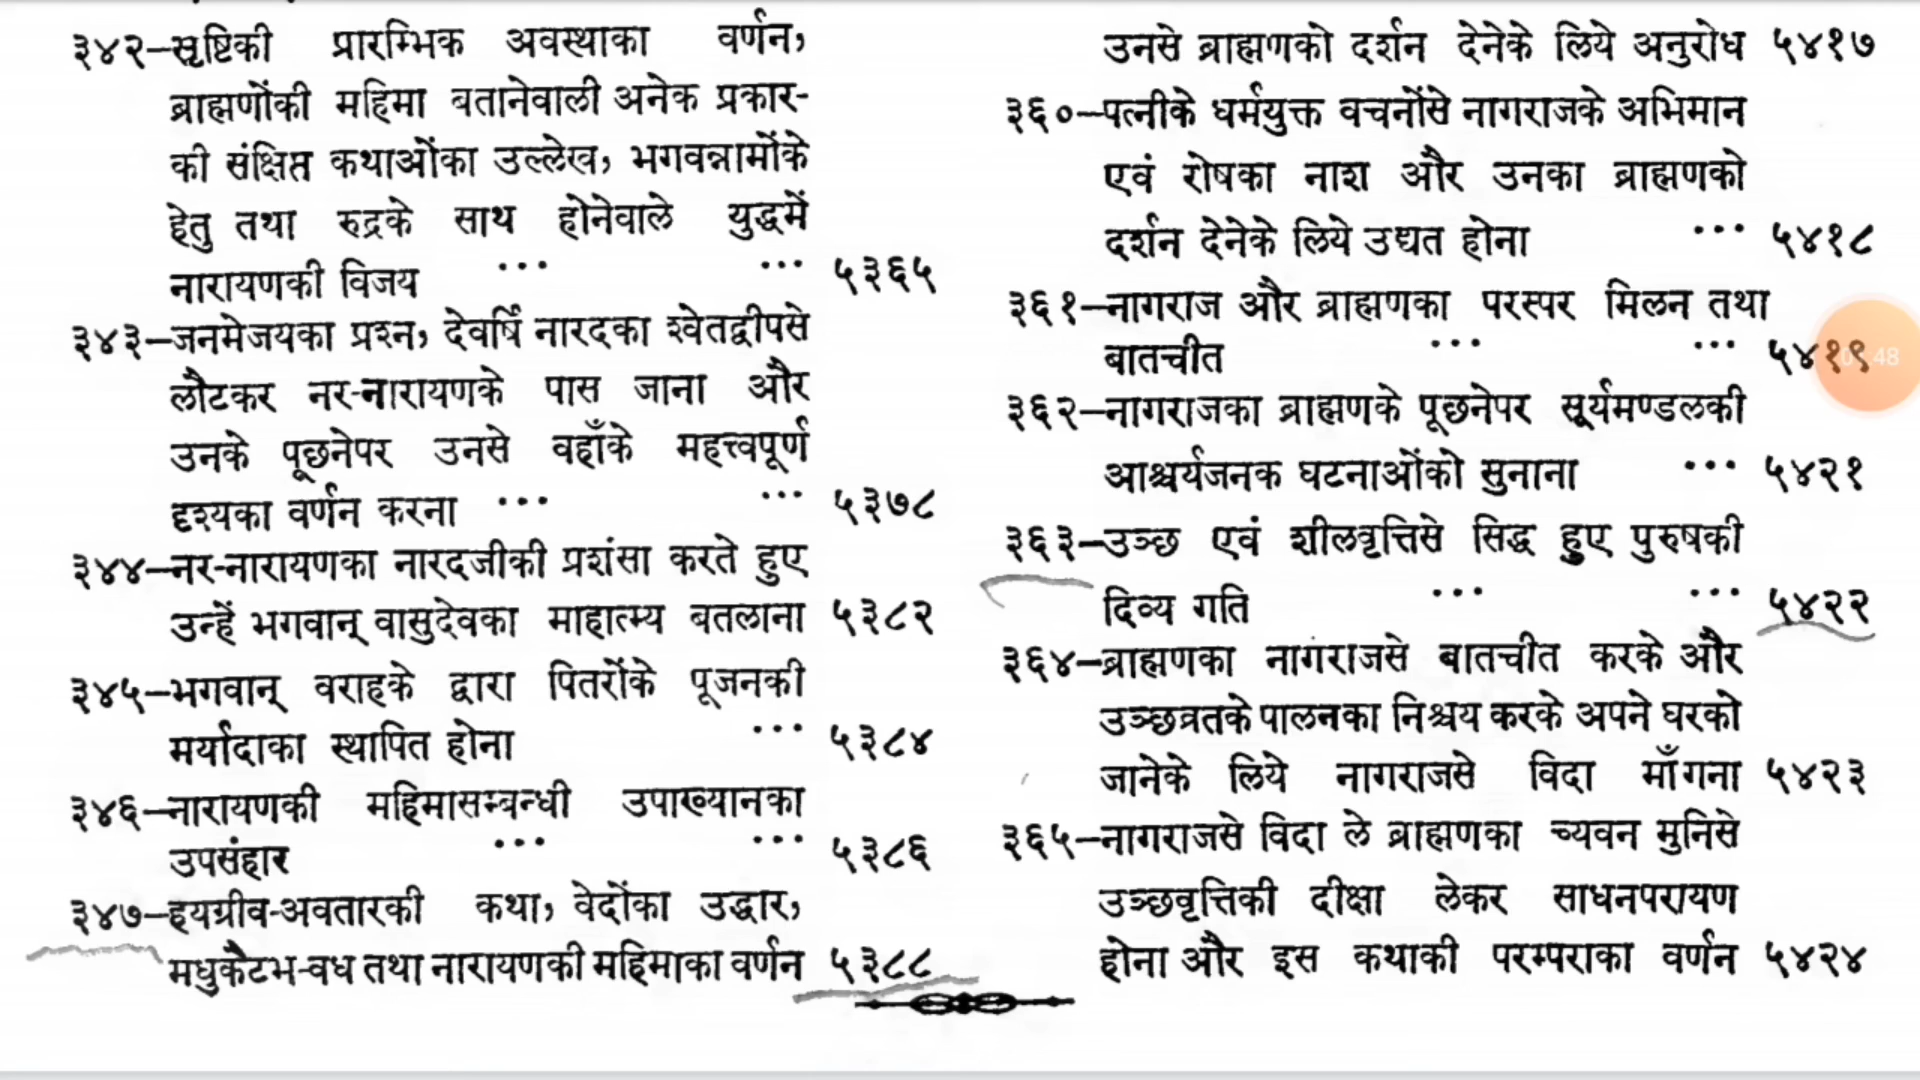 ३४२–सृष्टिकी प्रारम्भिक अवस्थाका वर्णन,
ब्राह्मणोंकी महिमा बतानेवाली अनेक प्रकार-
की संक्षिप्त कथाओंका उल्लेख, भगवन्नामोंके
हेतु तथा रुद्रके साथ होनेवाले युद्धमें
नारायणकी विजय ... ... ५३६५
३४३–जनमेजयका प्रश्न, देवर्षि नारदका श्वेतद्वीपसे
लौटकर नर-नारायणके पास जाना और
उनके पूछनेपर उनसे वहाँके महत्त्वपूर्ण
दृश्यका वर्णन करना ... ... ५३७८
३४४–नर-नारायणका नारदजीकी प्रशंसा करते हुए
उन्हें भगवान् वासुदेवका माहात्म्य बतलाना ५३८२
३४५–भगवान् वराहके द्वारा पितरोंके पूजनकी
मर्यादाका स्थापित होना ... ५३८४
३४६–नारायणकी महिमासम्बन्धी उपाख्यानका
उपसंहार ... ... ५३८६
३४७–हयग्रीव-अवतारकी कथा, वेदोंका उद्धार,
मधुकैटभ-वध तथा नारायणकी महिमाका वर्णन ५३८८
उनसे ब्राह्मणको दर्शन देनेके लिये अनुरोध ५४१७
३६०–पत्नीके धर्मयुक्त वचनोंसे नागराजके अभिमान
एवं रोषका नाश और उनका ब्राह्मणको
दर्शन देनेके लिये उद्यत होना ... ५४१८
३६१–नागराज और ब्राह्मणका परस्पर मिलन तथा
बातचीत ... ... ५४१९
३६२–नागराजका ब्राह्मणके पूछनेपर सूर्यमण्डलकी
आश्चर्यजनक घटनाओंको सुनाना ... ५४२१
३६३–उञ्छ एवं शीलवृत्तिसे सिद्ध हुए पुरुषकी
दिव्य गति ... ... ५४२२
३६४–ब्राह्मणका नागराजसे बातचीत करके और
उञ्छव्रतके पालनका निश्चय करके अपने घरको
जानेके लिये नागराजसे विदा माँगना ५४२३
३६५–नागराजसे विदा ले ब्राह्मणका च्यवन मुनिसे
उञ्छवृत्तिकी दीक्षा लेकर साधनपरायण
होना और इस कथाकी परम्पराका वर्णन ५४२४